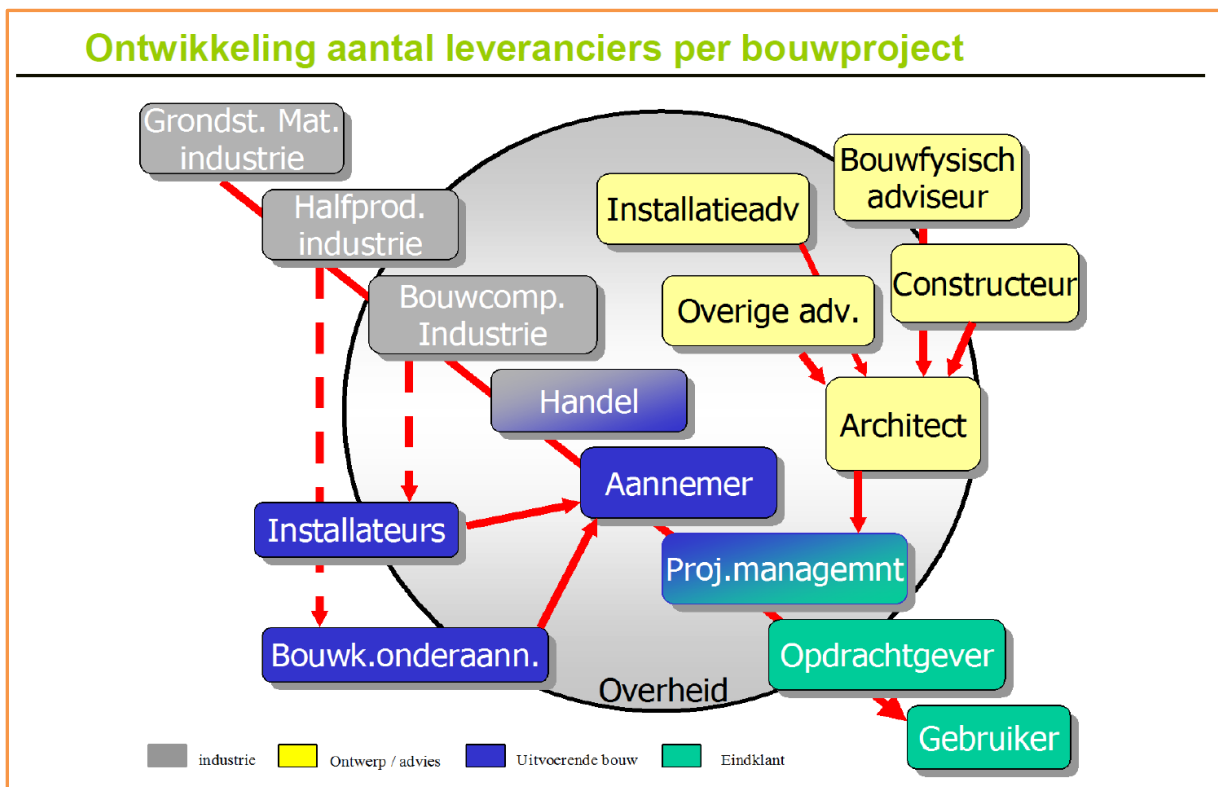 Ontwikkeling aantal leveranciers per bouwproject
Grondst. Mat.
industrie
Halfprod.
industrie
Bouwcomp.
Industrie
Handel
Aannemer
Installateurs
Bouwk.onderaann.
Installatieadv
Bouwfysisch
adviseur
Overige adv.
Constructeur
Architect
Proj.managemnt
Opdrachtgever
Gebruiker
Overheid
industrie
Ontwerp / advies
Uitvoerende bouw
Eindklant